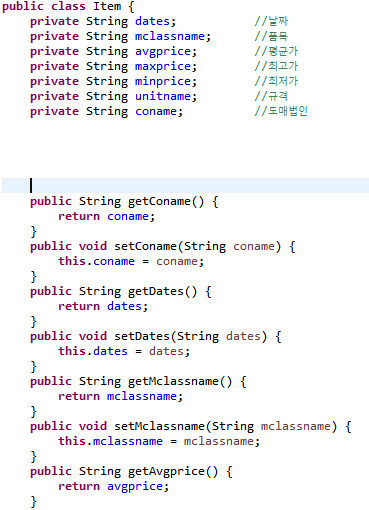 public class Item {
private String dates; //날짜
private String mclassname; //품목
private String avgprice; //평균가
private String maxprice; //최고가
private String minprice; //최저가
private String unitname; //규격
private String coname; //도매법인
public String getConame() {
return coname;
}
public void setConame(String coname) {
this.coname = coname;
}
public String getDates() {
return dates;
}
public void setDates(String dates) {
this.dates = dates;
}
public String getMclassname() {
return mclassname;
}
public void setMclassname(String mclassname) {
this.mclassname = mclassname;
}
public String getAvgprice() {
return avgprice;
}